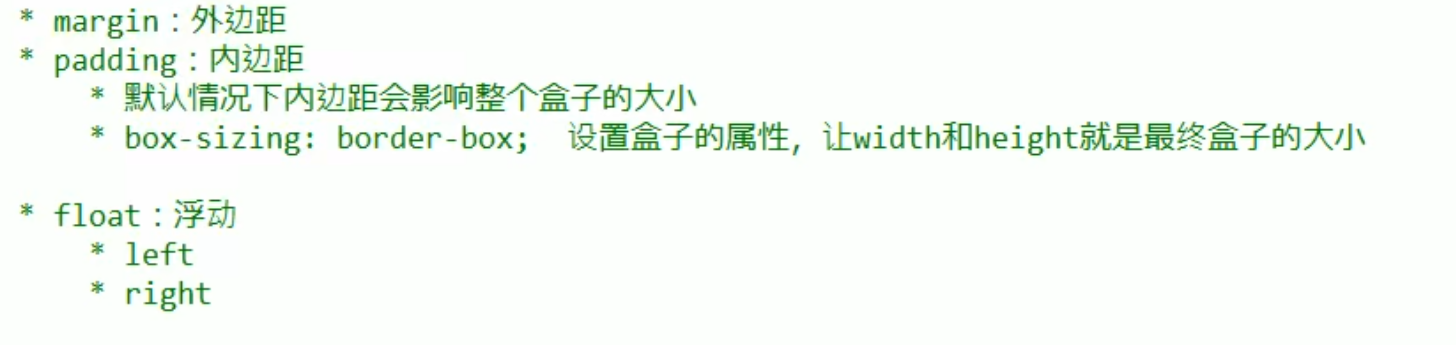 * margin：外边距
* padding：内边距
* 默认情况下内边距会影响整个盒子的大小
* box-sizing: border-box;  设置盒子的属性，让width和height就是最终盒子的大小
* float：浮动
* left
* right